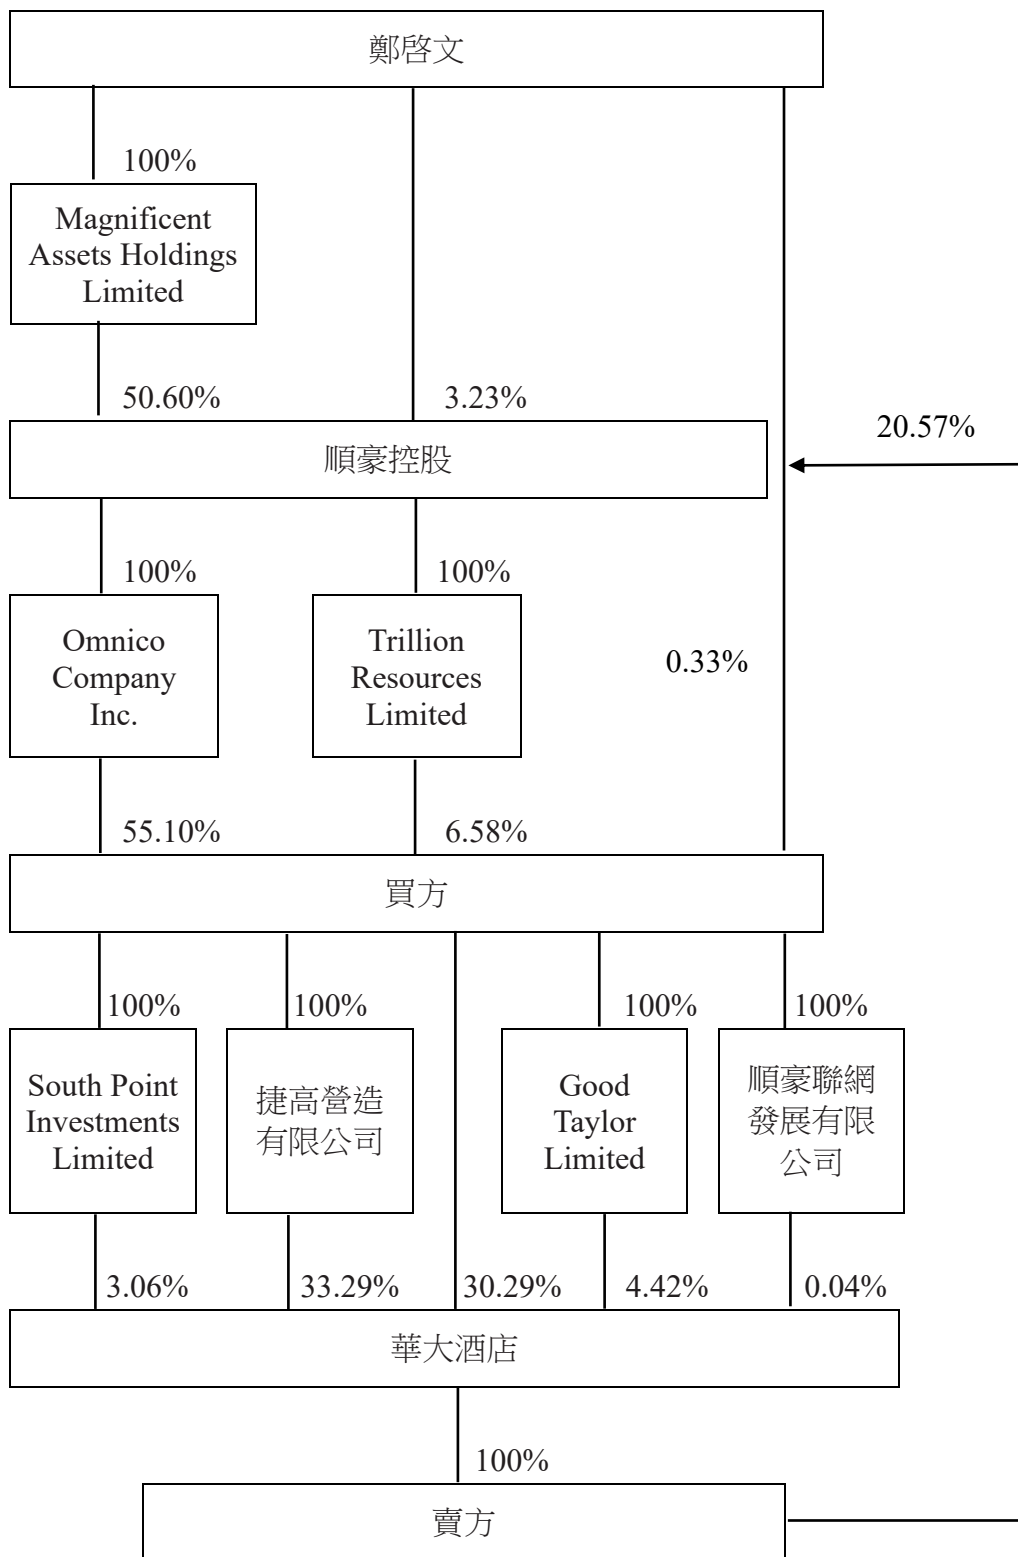 鄭啓文
100%
Magnificent
Assets Holdings
Limited
50.60%
3.23%
20.57%
順豪控股
100%
100%
Omnico
Company
Inc.
Trillion
Resources
Limited
0.33%
55.10%
6.58%
買方
100%
100%
100%
100%
South Point
Investments
Limited
捷高營造
有限公司
Good
Taylor
Limited
順豪聯網
發展有限
公司
3.06%
33.29%
30.29%
4.42%
0.04%
華大酒店
100%
賣方